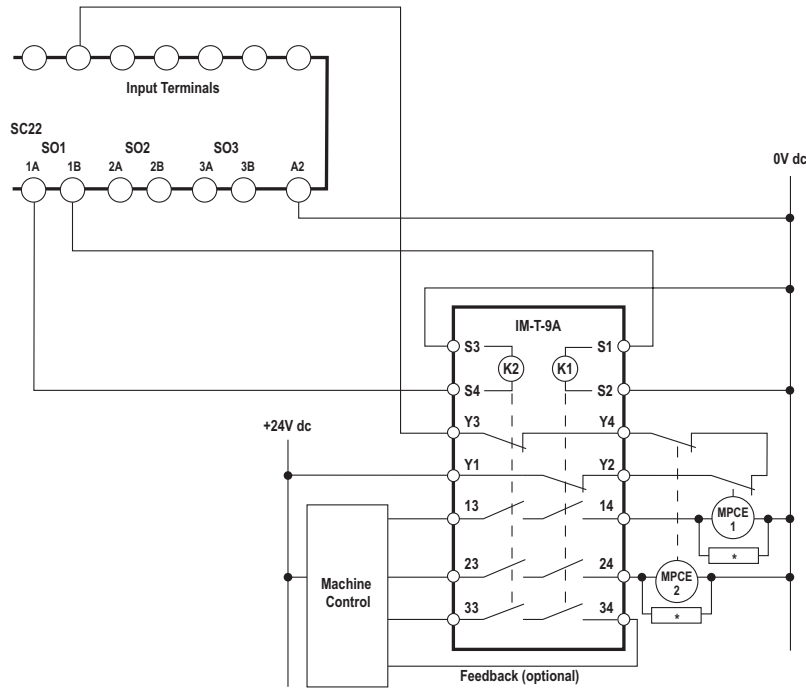 Input Terminals
SC22
SO1 SO2 SO3
1A 1B 2A 2B 3A 3B A2
0V dc
IM-T-9A
S3 S1
K2 K1
S4 S2
+24V dc
Y3 Y4
Y1 Y2
13 14
MPCE
1
*
23 24
MPCE
2
*
Machine
Control
33 34
Feedback (optional)